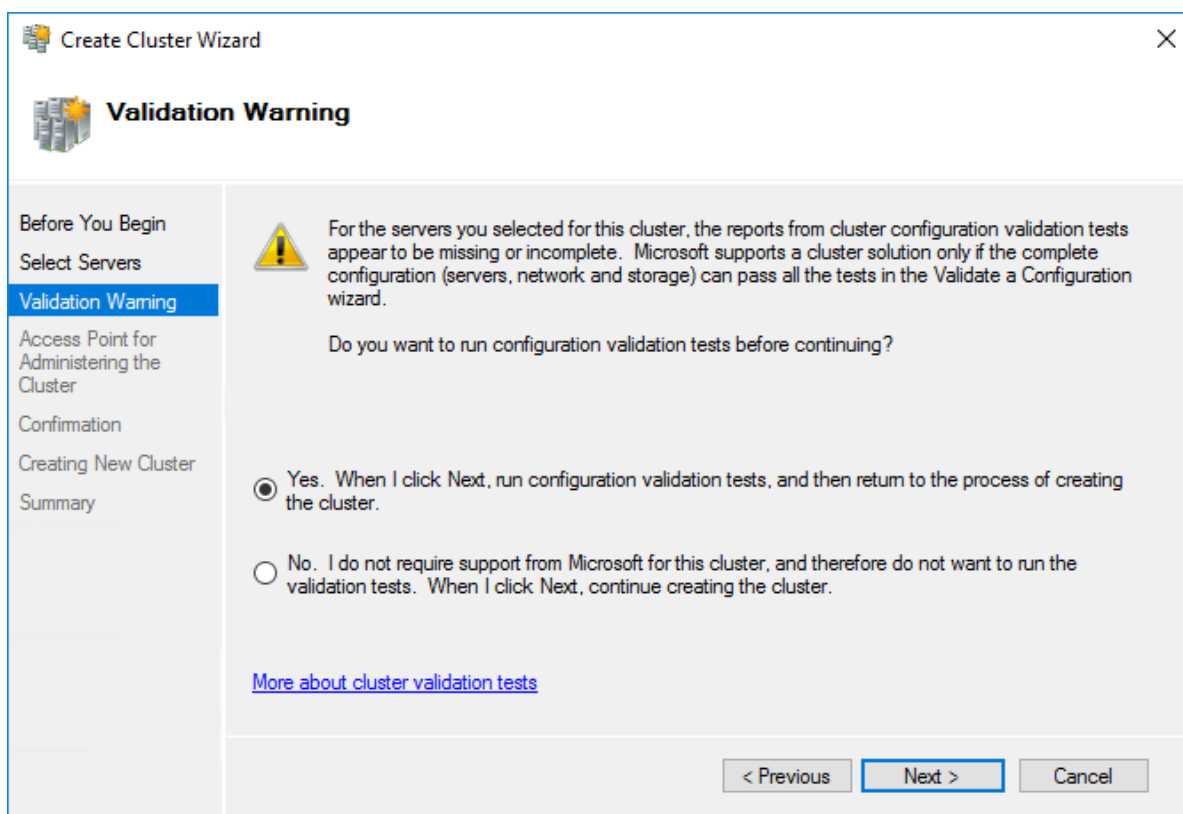 Create Cluster Wizard
Validation Warning
Before You Begin
Select Servers
Validation Warning
Access Point for
Administering the
Cluster
Confirmation
Creating New Cluster
Summary
For the servers you selected for this cluster, the reports from cluster configuration validation tests
appear to be missing or incomplete.  Microsoft supports a cluster solution only if the complete
configuration (servers, network and storage) can pass all the tests in the Validate a Configuration
wizard.
Do you want to run configuration validation tests before continuing?
Yes.  When I click Next, run configuration validation tests, and then return to the process of creating
the cluster.
No.  I do not require support from Microsoft for this cluster, and therefore do not want to run the
validation tests.  When I click Next, continue creating the cluster.
More about cluster validation tests
< Previous
Next >
Cancel